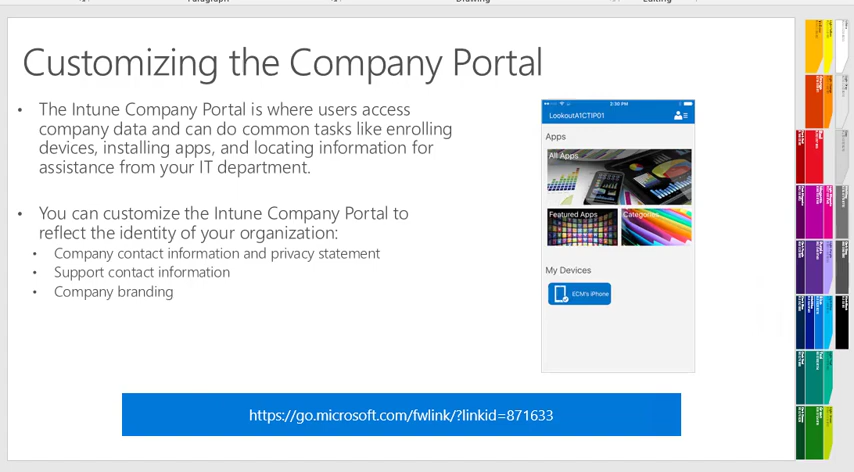 Customizing the Company Portal
• The Intune Company Portal is where users access
company data and can do common tasks like enrolling
devices, installing apps, and locating information for
assistance from your IT department.
• You can customize the Intune Company Portal to
reflect the identity of your organization:
• Company contact information and privacy statement
• Support contact information
• Company branding
2:30 PM
LookoutA1CTIP01
Apps
All Apps
Featured Apps
Categories
My Devices
ECM's iPhone
https://go.microsoft.com/fwlink/?linkid=871633